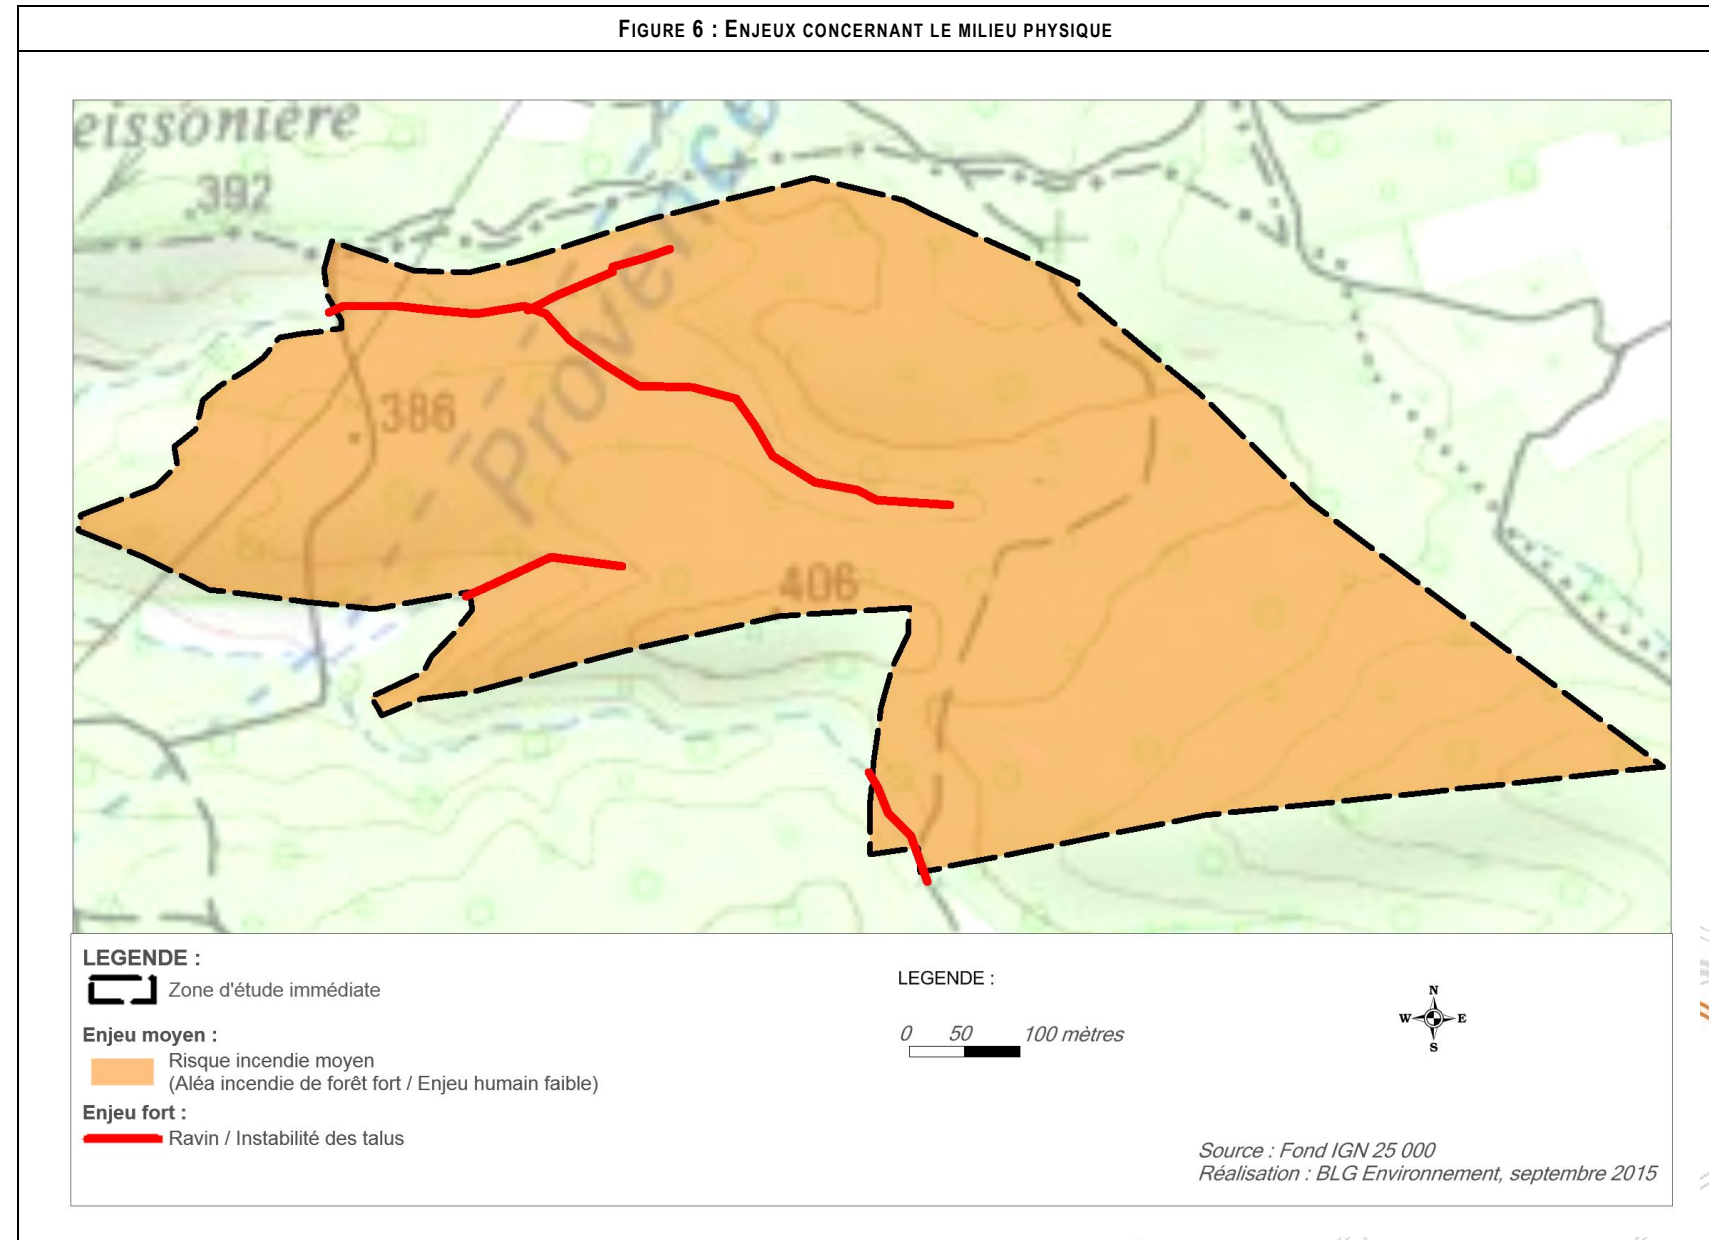 FIGURE 6 : ENJEUX CONCERNANT LE MILIEU PHYSIQUE
eissonière
392
Provence
386
406
LEGENDE :
Zone d'étude immédiate
Enjeu moyen :
Risque incendie moyen
(Aléa incendie de forêt fort / Enjeu humain faible)
Enjeu fort :
Ravin / Instabilité des talus
LEGENDE :
0 50 100 mètres
N
W E
S
Source : Fond IGN 25 000
Réalisation : BLG Environnement, septembre 2015